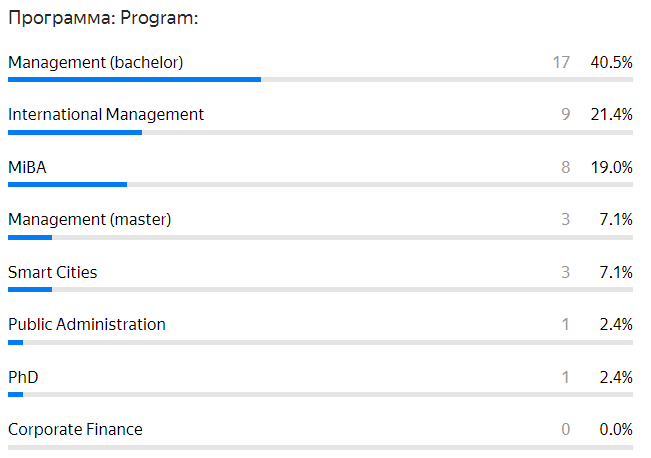 Программа: Program:
Management (bachelor) 17 40.5%
International Management 9 21.4%
MiBA 8 19.0%
Management (master) 3 7.1%
Smart Cities 3 7.1%
Public Administration 1 2.4%
PhD 1 2.4%
Corporate Finance 0 0.0%